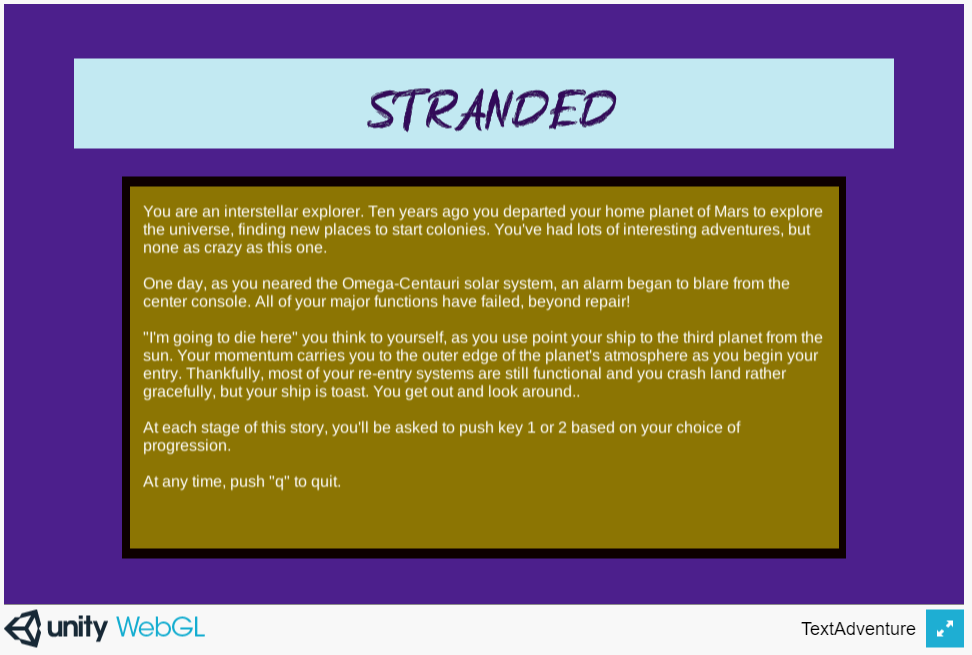 STRANDED
You are an interstellar explorer. Ten years ago you departed your home planet of Mars to explore
the universe, finding new places to start colonies. You've had lots of interesting adventures, but
none as crazy as this one.
One day, as you neared the Omega-Centauri solar system, an alarm began to blare from the
center console. All of your major functions have failed, beyond repair!
"I'm going to die here" you think to yourself, as you use point your ship to the third planet from the
sun. Your momentum carries you to the outer edge of the planet's atmosphere as you begin your
entry. Thankfully, most of your re-entry systems are still functional and you crash land rather
gracefully, but your ship is toast. You get out and look around..
At each stage of this story, you'll be asked to push key 1 or 2 based on your choice of
progression.
At any time, push "q" to quit.
unity WebGL
TextAdventure